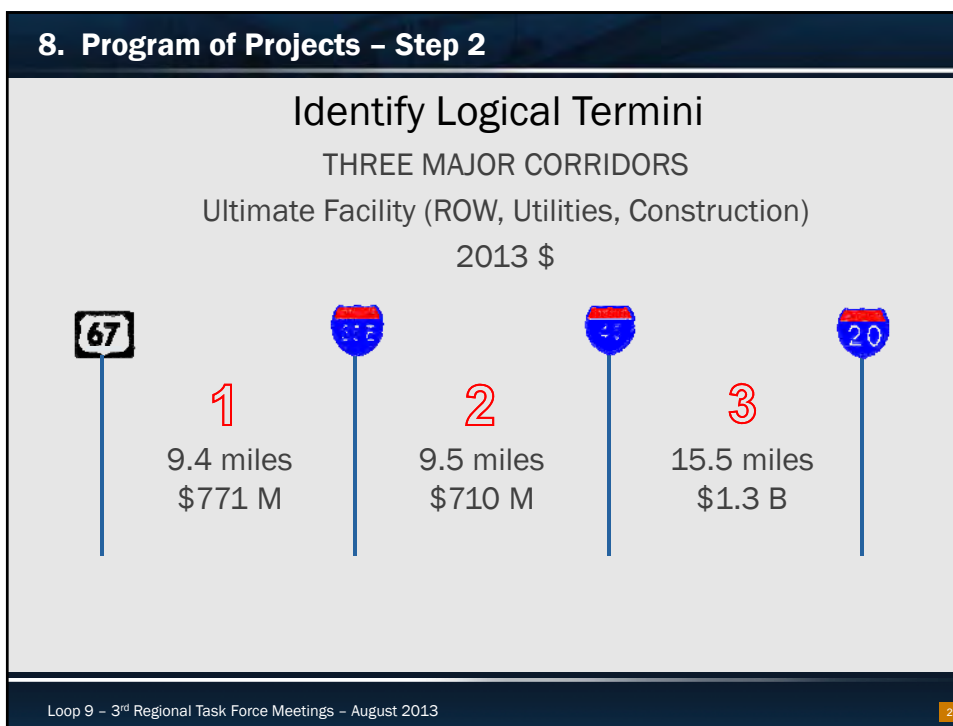 8. Program of Projects – Step 2
Identify Logical Termini
THREE MAJOR CORRIDORS
Ultimate Facility (ROW, Utilities, Construction)
2013 $
67
20
1
2
3
9.4 miles
9.5 miles
15.5 miles
$771 M
$710 M
$1.3 B
Loop 9 – 3rd Regional Task Force Meetings – August 2013
2